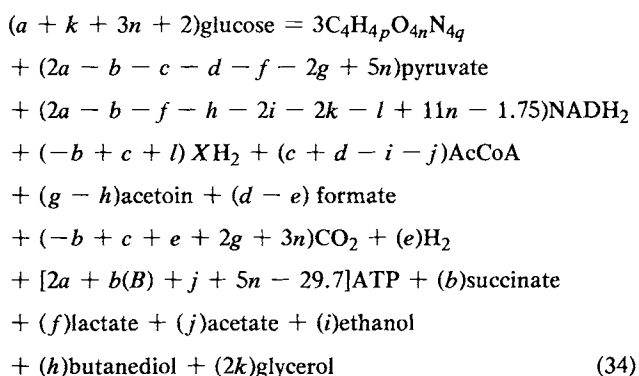 (a + k + 3n + 2)glucose = 3C₄H₄ₚO₄ₙN₄q
+ (2a − b − c − d − f − 2g + 5n)pyruvate
+ (2a − b − f − h − 2i − 2k − l + 11n − 1.75)NADH₂
+ (−b + c + l) XH₂ + (c + d − i − j)AcCoA
+ (g − h)acetoin + (d − e) formate
+ (−b + c + e + 2g + 3n)CO₂ + (e)H₂
+ [2a + b(B) + j + 5n − 29.7]ATP + (b)succinate
+ (f)lactate + (j)acetate + (i)ethanol
+ (h)butanediol + (2k)glycerol (34)